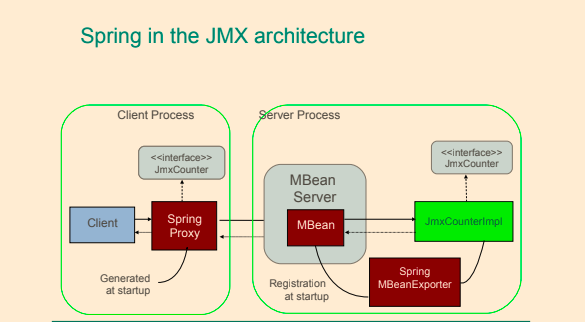 Spring in the JMX architecture
Client Process
Server Process
<<interface>>
JmxCounter
<<interface>>
JmxCounter
MBean
Server
Client
Spring
Proxy
MBean
JmxCounterImpl
Generated
at startup
Registration
at startup
Spring
MBeanExporter